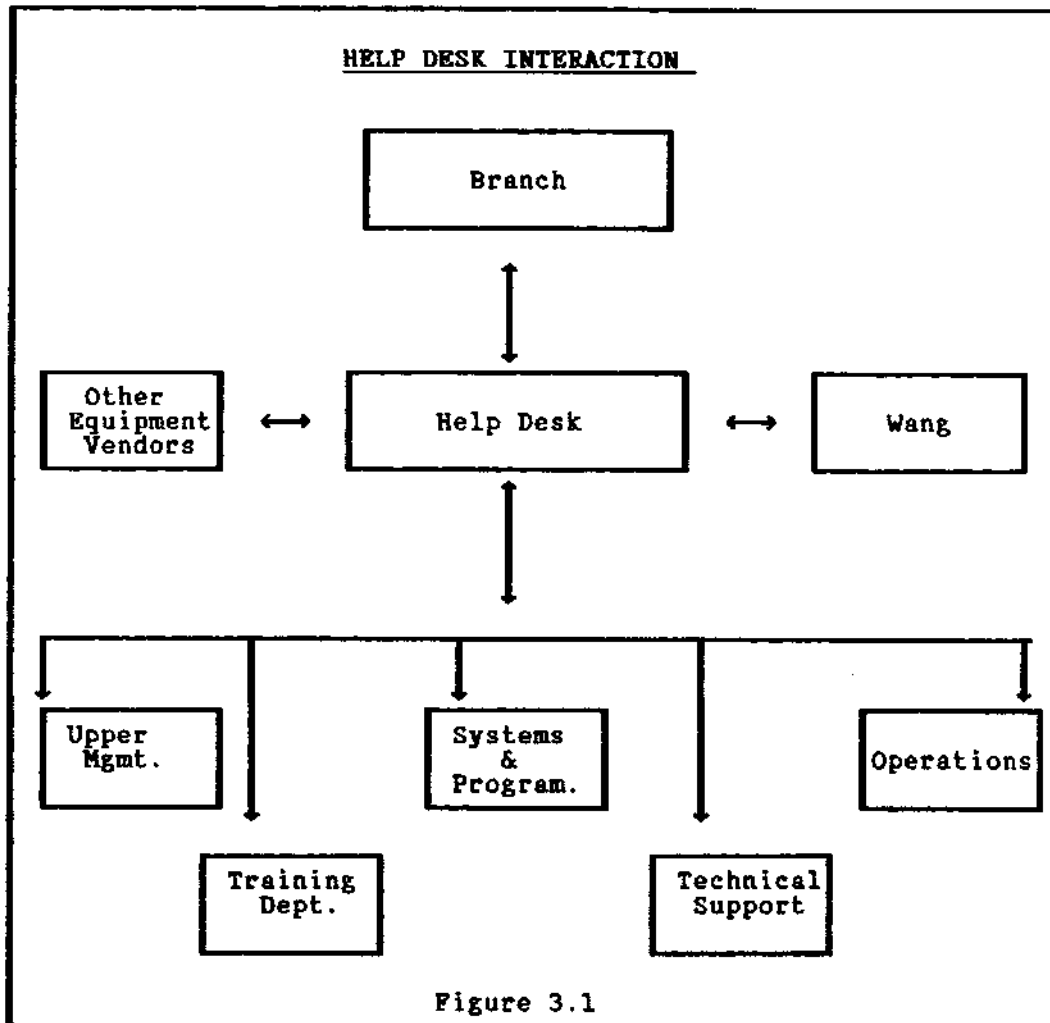 HELP DESK INTERACTION
Branch
Other
Equipment
Vendors
Help Desk
Wang
Upper
Mgmt.
Systems
&
Program.
Operations
Training
Dept.
Technical
Support
Figure 3.1